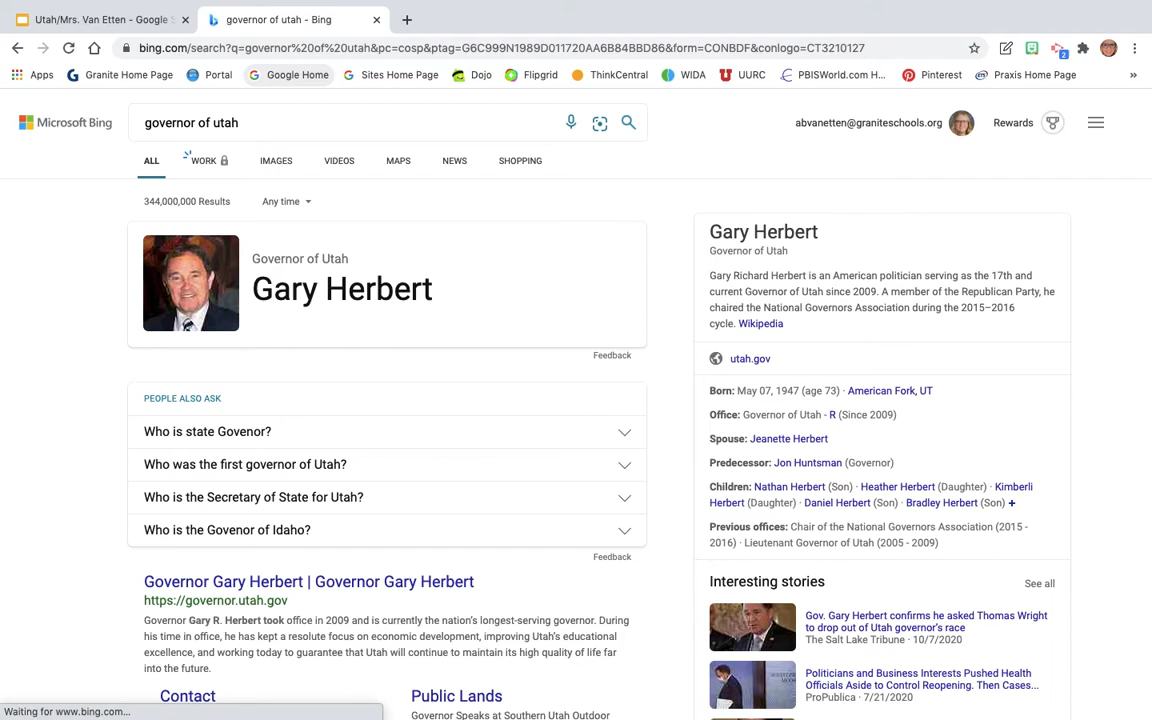 Utah/Mrs. Van Etten - Google S
governor of utah - Bing
bing.com/search?q=governor%20of%20utah&pc=cosp&ptag=G6C999N1989D011720AA6B84BBD86&form=CONBDF&conlogo=CT3210127
2
Apps
Granite Home Page
Portal
Google Home
Sites Home Page
Dojo
Flipgrid
ThinkCentral
WIDA
UURC
PBISWorld.com H...
Pinterest
Praxis Home Page
»
Microsoft Bing
governor of utah
abvanetten@graniteschools.org
Rewards
ALL
WORK
IMAGES
VIDEOS
MAPS
NEWS
SHOPPING
344,000,000 Results
Any time
Governor of Utah
Gary Herbert
Feedback
PEOPLE ALSO ASK
Who is state Govenor?
Who was the first governor of Utah?
Who is the Secretary of State for Utah?
Who is the Govenor of Idaho?
Feedback
Governor Gary Herbert | Governor Gary Herbert
https://governor.utah.gov
Governor Gary R. Herbert took office in 2009 and is currently the nation's longest-serving governor. During
his time in office, he has kept a resolute focus on economic development, improving Utah's educational
excellence, and working today to guarantee that Utah will continue to maintain its high quality of life far
into the future.
Contact
Public Lands
Governor Speaks at Southern Utah Outdoor
Waiting for www.bing.com...
Gary Herbert
Governor of Utah
Gary Richard Herbert is an American politician serving as the 17th and
current Governor of Utah since 2009. A member of the Republican Party, he
chaired the National Governors Association during the 2015–2016
cycle. Wikipedia
utah.gov
Born: May 07, 1947 (age 73) · American Fork, UT
Office: Governor of Utah - R (Since 2009)
Spouse: Jeanette Herbert
Predecessor: Jon Huntsman (Governor)
Children: Nathan Herbert (Son) · Heather Herbert (Daughter) · Kimberli
Herbert (Daughter) · Daniel Herbert (Son) · Bradley Herbert (Son) +
Previous offices: Chair of the National Governors Association (2015 -
2016) · Lieutenant Governor of Utah (2005 - 2009)
Interesting stories
See all
Gov. Gary Herbert confirms he asked Thomas Wright
to drop out of Utah governor's race
The Salt Lake Tribune · 10/7/2020
Politicians and Business Interests Pushed Health
Officials Aside to Control Reopening. Then Cases...
ProPublica · 7/21/2020